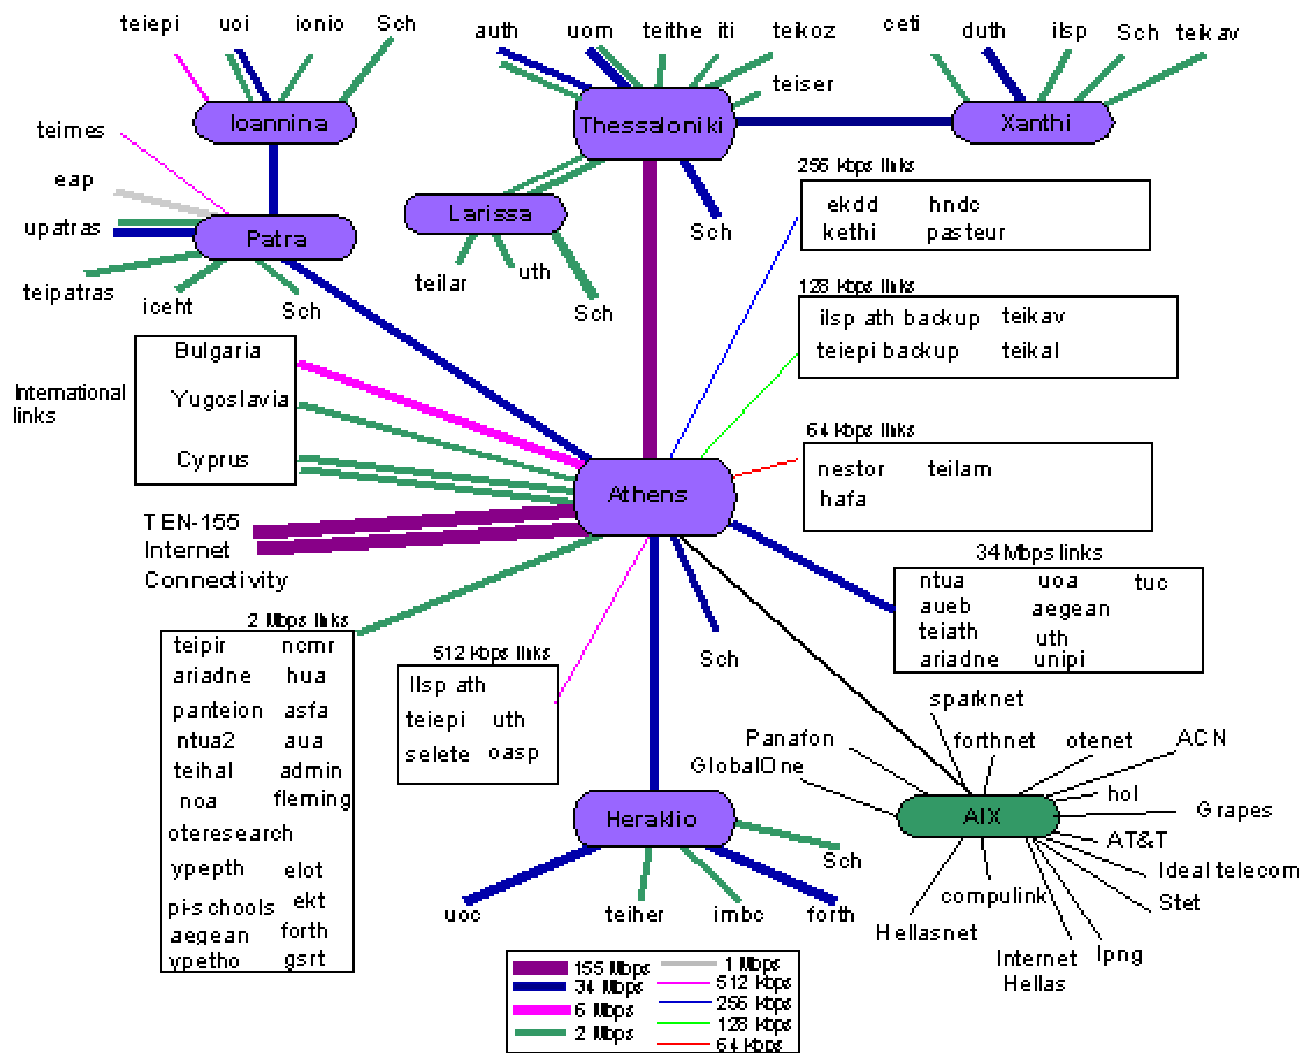 teiepi uoi ionio Sch
auth uom teithe iti teikoz
teiser
ceti duth ilsp Sch teikav
Ioannina
Thessaloniki
Xanthi
teimes
eap
upatras
teipatras
iceht
Sch
Patra
Larissa
teilar
uth
Sch
Sch
256 kbps links
ekdd hndc
kethi pasteur
128 kbps links
ilsp ath backup teikav
teiepi backup teikal
64 kbps links
nestor teilam
hafa
International
links
Bulgaria
Yugoslavia
Cyprus
Athens
TEN-155
Internet
Connectivity
34 Mbps links
ntua uoa tuc
aueb aegean
teiath uth
ariadne unipi
2 Mbps links
teipir ncmr
ariadne hua
panteion asfa
ntua2 aua
teihal admin
noa fleming
oteresearch
ypepth elot
pi-schools ekt
aegean forth
ypetho gsrt
512 kbps links
ilsp ath
teiepi uth
selete oasp
Sch
Heraklio
Sch
uoc
teiher
imbc
forth
sparknet
Panafon
forthnet
otenet
ACN
GlobalOne
hol
Grapes
AIX
AT&T
Ideal telecom
Stet
compulink
Hellasnet
Internet
Hellas
Ipng
155 Mbps
34 Mbps
6 Mbps
2 Mbps
1 Mbps
512 kbps
256 kbps
128 kbps
64 kbps